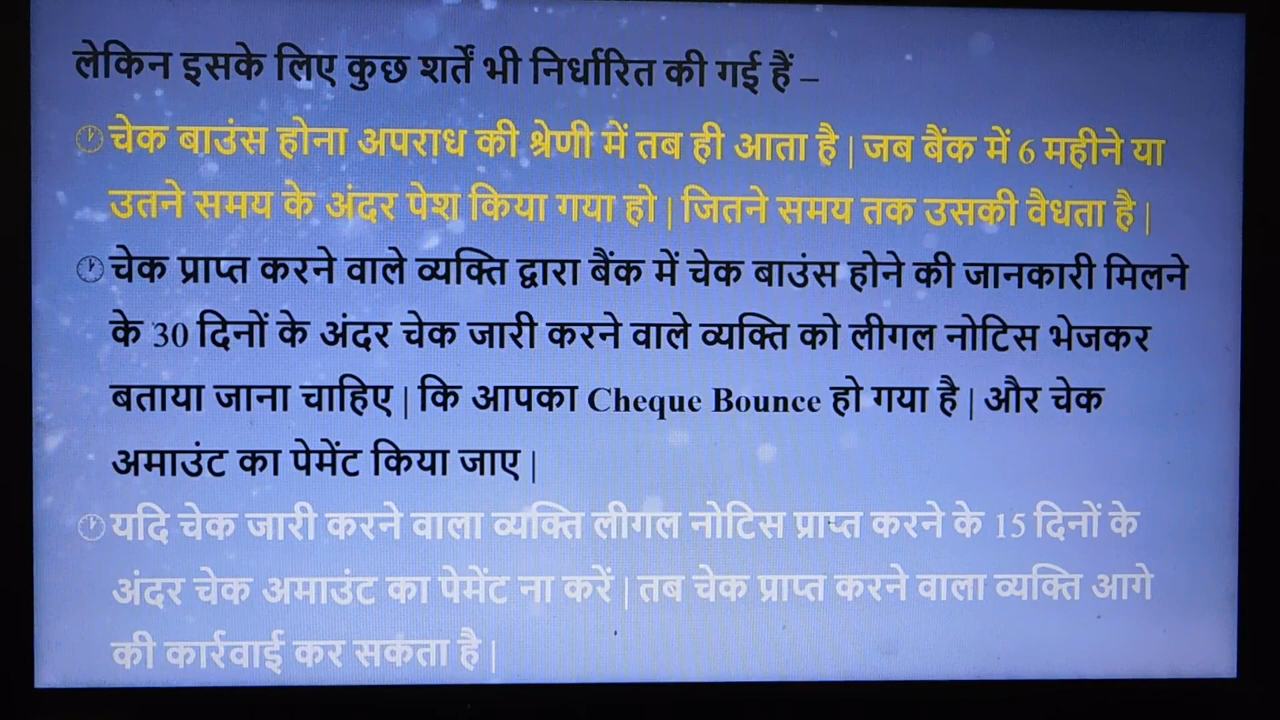 लेकिन इसके लिए कुछ शर्तें भी निर्धारित की गई हैं –
चेक बाउंस होना अपराध की श्रेणी में तब ही आता है | जब बैंक में 6 महीने या
उतने समय के अंदर पेश किया गया हो | जितने समय तक उसकी वैधता है |
चेक प्राप्त करने वाले व्यक्ति द्वारा बैंक में चेक बाउंस होने की जानकारी मिलने
के 30 दिनों के अंदर चेक जारी करने वाले व्यक्ति को लीगल नोटिस भेजकर
बताया जाना चाहिए | कि आपका Cheque Bounce हो गया है | और चेक
अमाउंट का पेमेंट किया जाए |
यदि चेक जारी करने वाला व्यक्ति लीगल नोटिस प्राप्त करने के 15 दिनों के
अंदर चेक अमाउंट का पेमेंट ना करें | तब चेक प्राप्त करने वाला व्यक्ति आगे
की कार्रवाई कर सकता है |